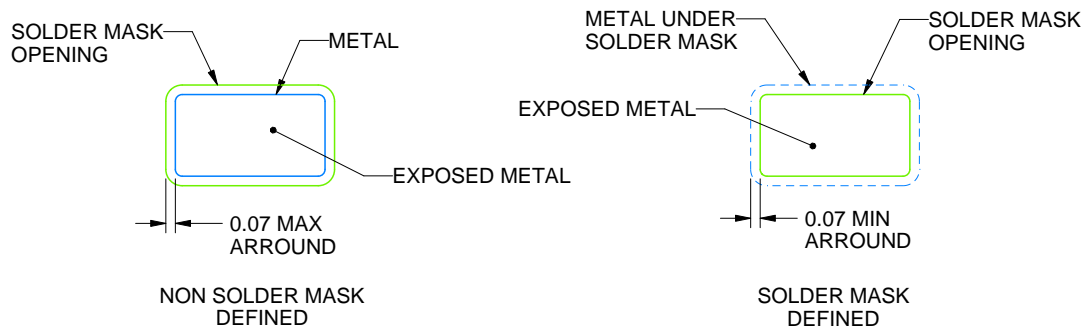 SOLDER MASK
OPENING
METAL
EXPOSED METAL
0.07 MAX
ARROUND
NON SOLDER MASK
DEFINED
METAL UNDER
SOLDER MASK
SOLDER MASK
OPENING
EXPOSED METAL
0.07 MIN
ARROUND
SOLDER MASK
DEFINED